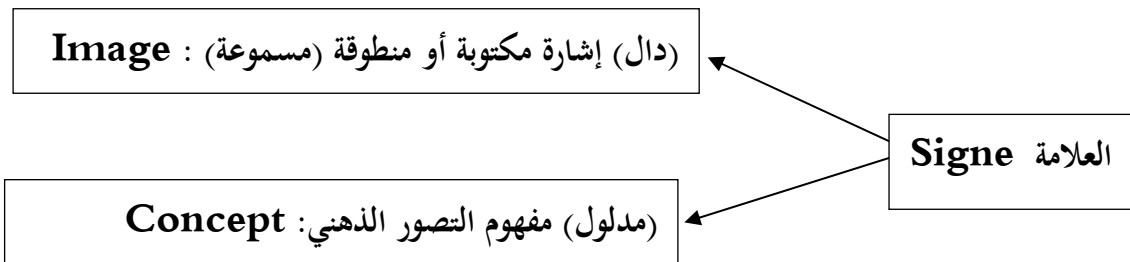 (دال) إشارة مكتوبة أو منطوقة (مسموعة) : Image
العلامة Signe
(مدلول) مفهوم التصور الذهني: Concept